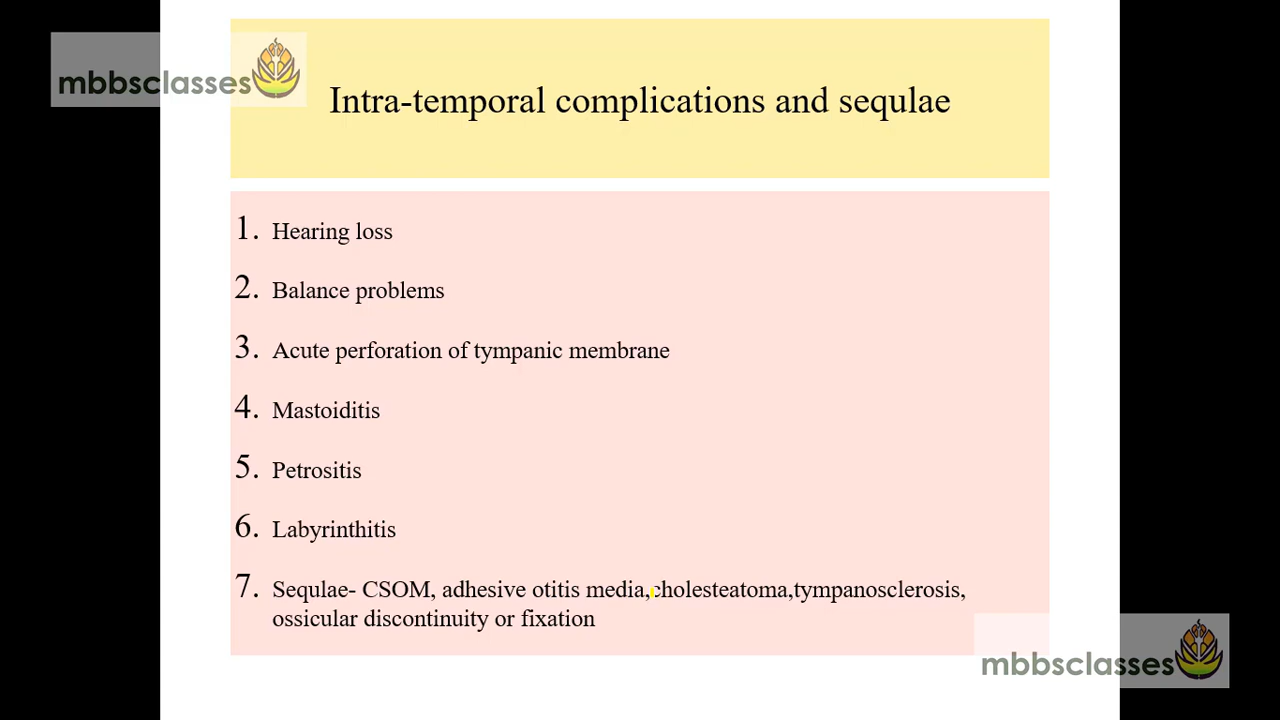 mbbsclasses
Intra-temporal complications and sequlae
1. Hearing loss
2. Balance problems
3. Acute perforation of tympanic membrane
4. Mastoiditis
5. Petrositis
6. Labyrinthitis
7. Sequlae- CSOM, adhesive otitis media,cholesteatoma,tympanosclerosis,
ossicular discontinuity or fixation
mbbsclasses